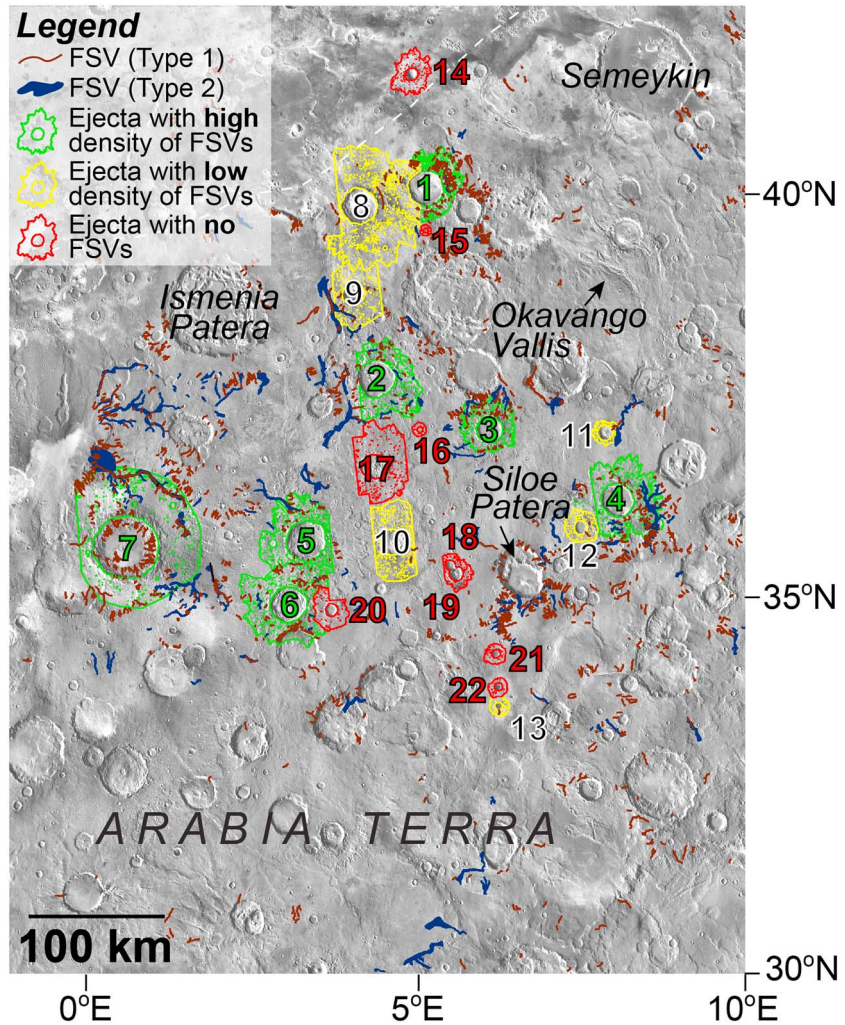 Legend
FSV (Type 1)
FSV (Type 2)
Ejecta with high
density of FSVs
Ejecta with low
density of FSVs
Ejecta with no
FSVs
14
Semeykin
1
40°N
8
15
9
Ismenia
Patera
Okavango
Vallis
2
3
11
16
17
Siloe
Patera
4
5
10
18
12
7
6
20
19
35°N
21
22
13
ARABIA TERRA
100 km
30°N
0°E
5°E
10°E